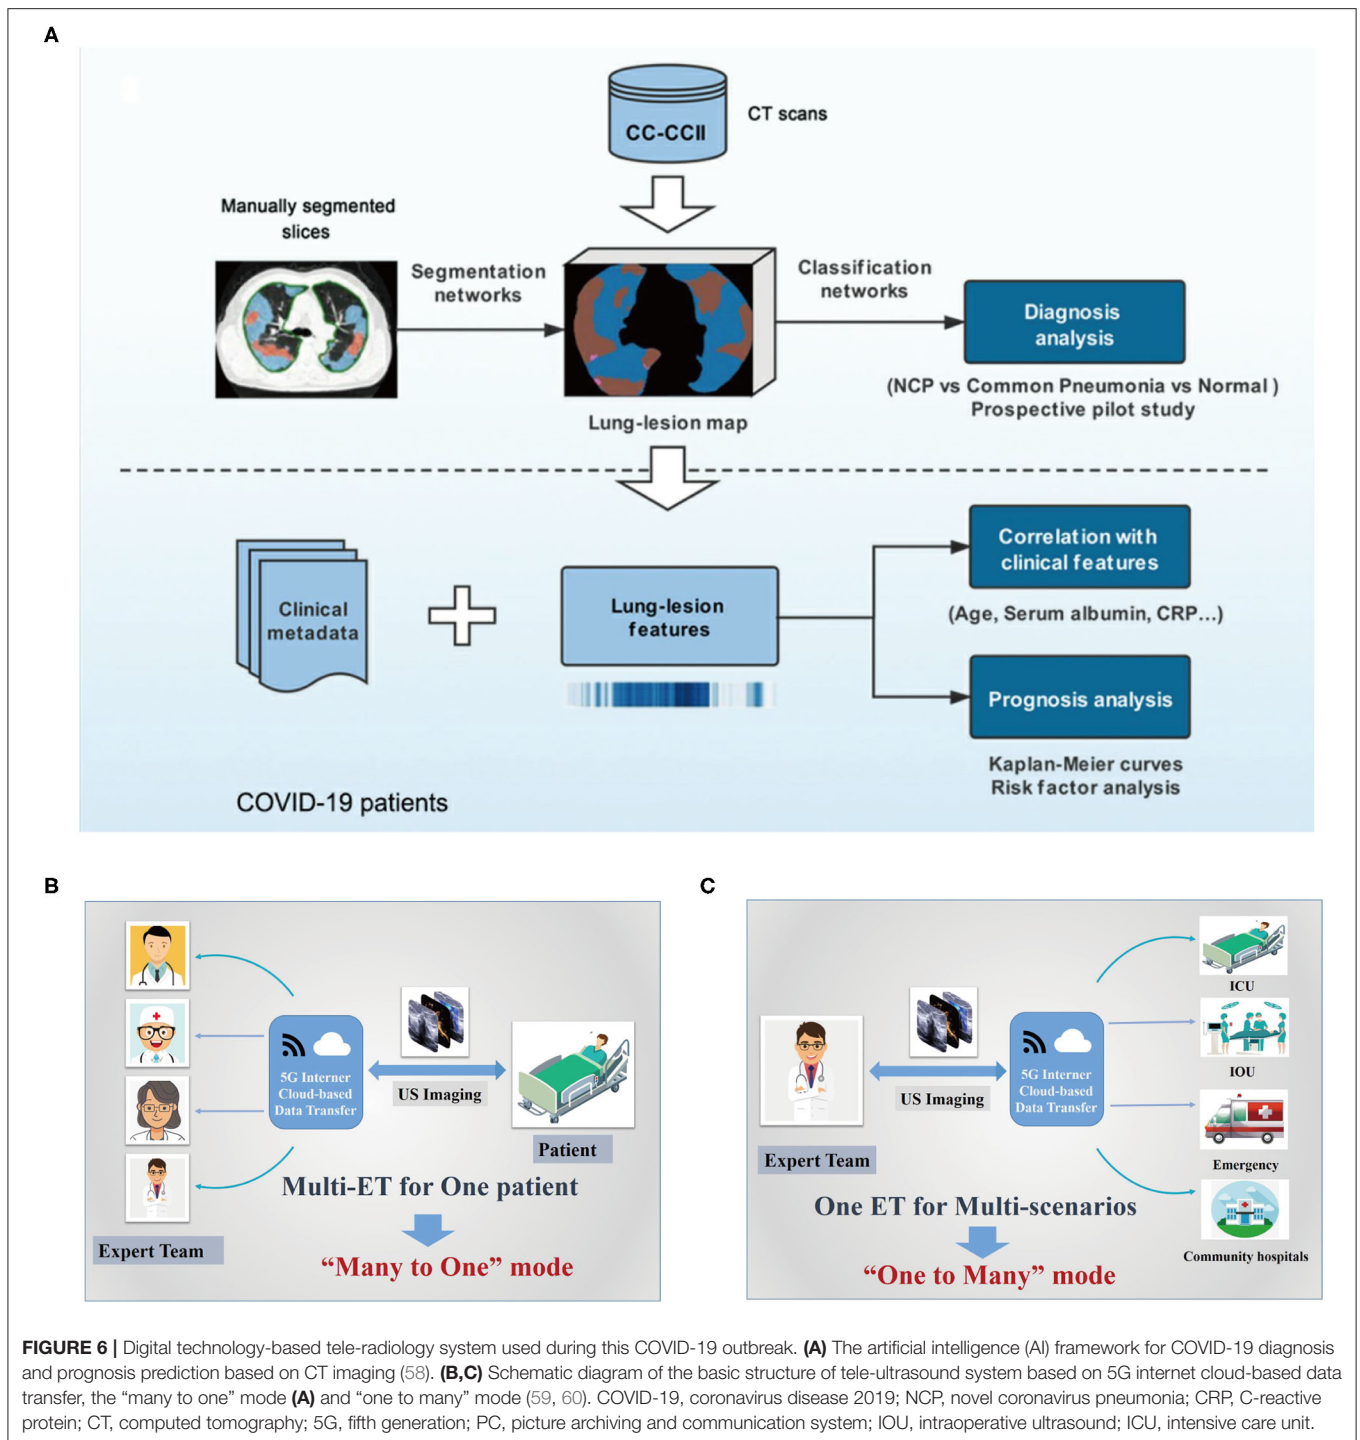 A
CC-CCII
CT scans
Manually segmented
slices
Segmentation
networks
Classification
networks
Diagnosis
analysis
(NCP vs Common Pneumonia vs Normal )
Prospective pilot study
Lung-lesion map
Clinical
metadata
Lung-lesion
features
Correlation with
clinical features
(Age, Serum albumin, CRP...)
Prognosis analysis
Kaplan-Meier curves
Risk factor analysis
COVID-19 patients
B
5G Interner
Cloud-based
Data Transfer
US Imaging
Patient
Expert Team
Multi-ET for One patient
“Many to One” mode
C
Expert Team
US Imaging
5G Interner
Cloud-based
Data Transfer
ICU
IOU
Emergency
Community hospitals
One ET for Multi-scenarios
“One to Many” mode
FIGURE 6 | Digital technology-based tele-radiology system used during this COVID-19 outbreak. (A) The artificial intelligence (AI) framework for COVID-19 diagnosis
and prognosis prediction based on CT imaging (58). (B,C) Schematic diagram of the basic structure of tele-ultrasound system based on 5G internet cloud-based data
transfer, the “many to one” mode (A) and “one to many” mode (59, 60). COVID-19, coronavirus disease 2019; NCP, novel coronavirus pneumonia; CRP, C-reactive
protein; CT, computed tomography; 5G, fifth generation; PC, picture archiving and communication system; IOU, intraoperative ultrasound; ICU, intensive care unit.